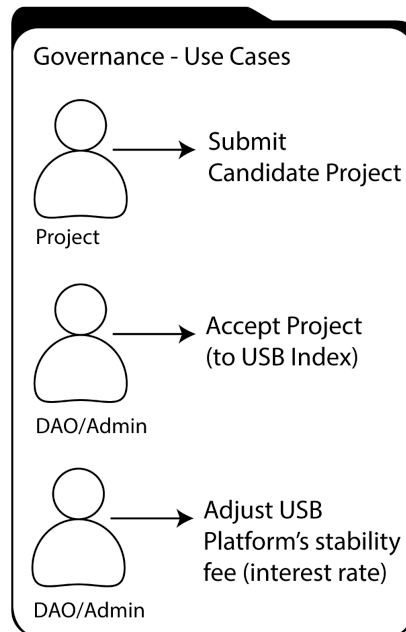 Governance - Use Cases
Submit
Candidate Project
Project
Accept Project
(to USB Index)
DAO/Admin
Adjust USB
Platform's stability
fee (interest rate)
DAO/Admin